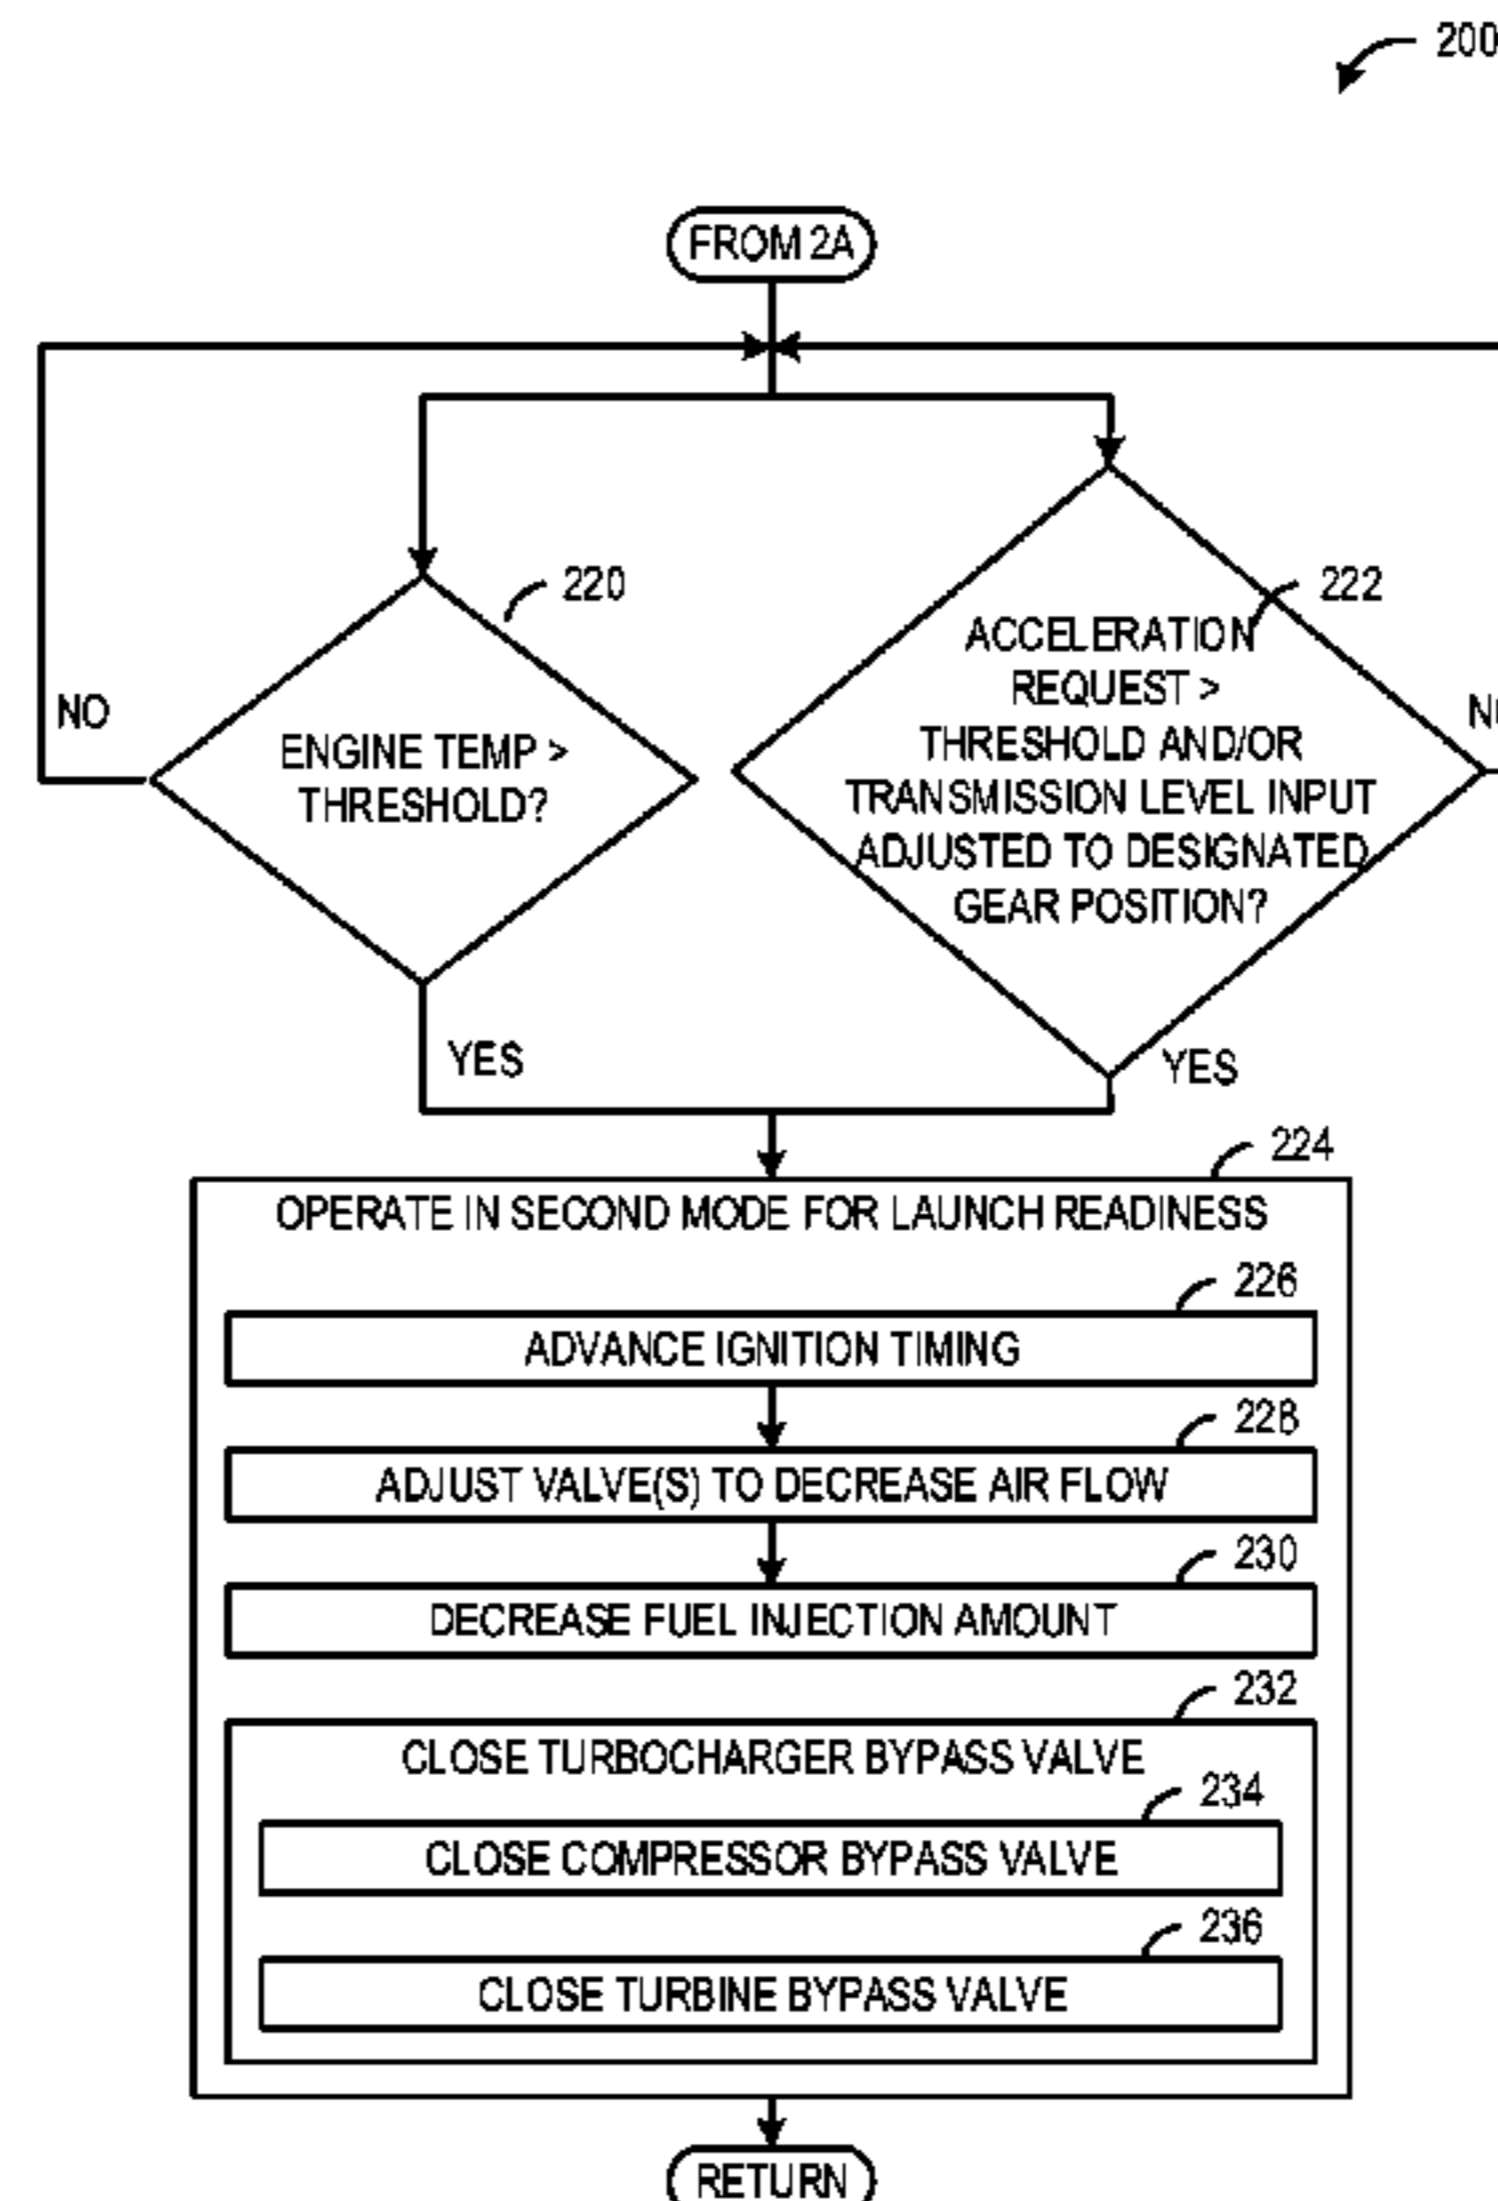 200
FROM 2A
220
222
NO
ENGINE TEMP >
THRESHOLD?
ACCELERATION
REQUEST >
THRESHOLD AND/OR
TRANSMISSION LEVEL INPUT
ADJUSTED TO DESIGNATED
GEAR POSITION?
YES
YES
224
OPERATE IN SECOND MODE FOR LAUNCH READINESS
226
ADVANCE IGNITION TIMING
228
ADJUST VALVE(S) TO DECREASE AIR FLOW
230
DECREASE FUEL INJECTION AMOUNT
232
CLOSE TURBOCHARGER BYPASS VALVE
234
CLOSE COMPRESSOR BYPASS VALVE
236
CLOSE TURBINE BYPASS VALVE
RETURN